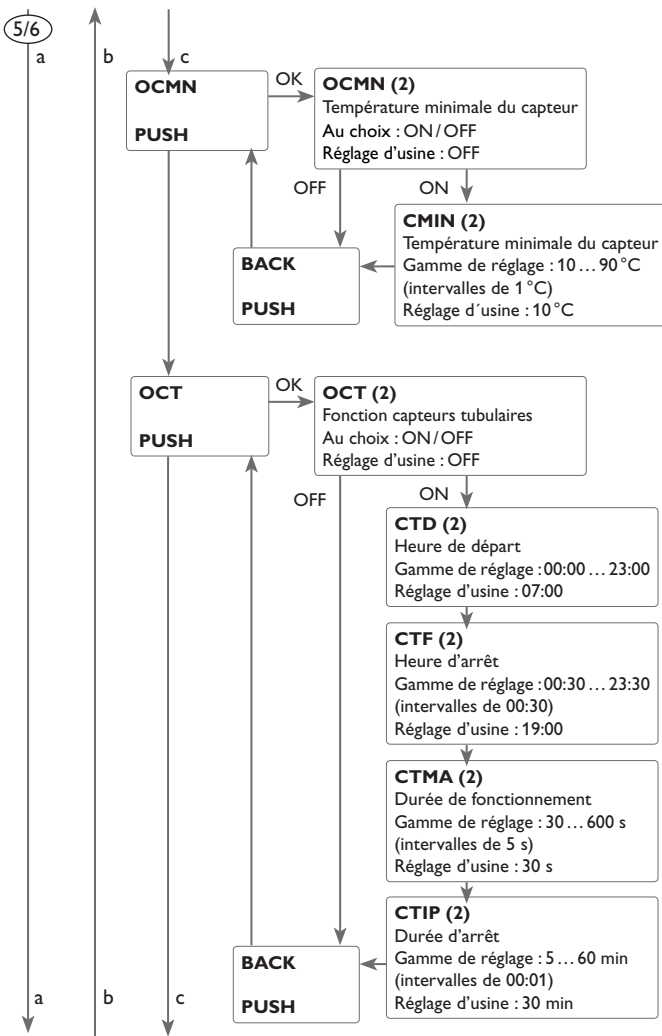 5/6
a
b
c
OCMN
PUSH
OK
OCMN (2)
Température minimale du capteur
Au choix : ON / OFF
Réglage d'usine : OFF
OFF
ON
CMIN (2)
Température minimale du capteur
Gamme de réglage : 10 … 90 °C
(intervalles de 1 °C)
Réglage d´usine : 10 °C
BACK
PUSH
OCT
PUSH
OK
OCT (2)
Fonction capteurs tubulaires
Au choix : ON / OFF
Réglage d'usine : OFF
OFF
ON
CTD (2)
Heure de départ
Gamme de réglage : 00:00 … 23:00
Réglage d'usine : 07:00
CTF (2)
Heure d'arrêt
Gamme de réglage : 00:30 … 23:30
(intervalles de 00:30)
Réglage d'usine : 19:00
CTMA (2)
Durée de fonctionnement
Gamme de réglage : 30 … 600 s
(intervalles de 5 s)
Réglage d'usine : 30 s
CTIP (2)
Durée d'arrêt
Gamme de réglage : 5 … 60 min
(intervalles de 00:01)
Réglage d'usine : 30 min
BACK
PUSH
a
b
c